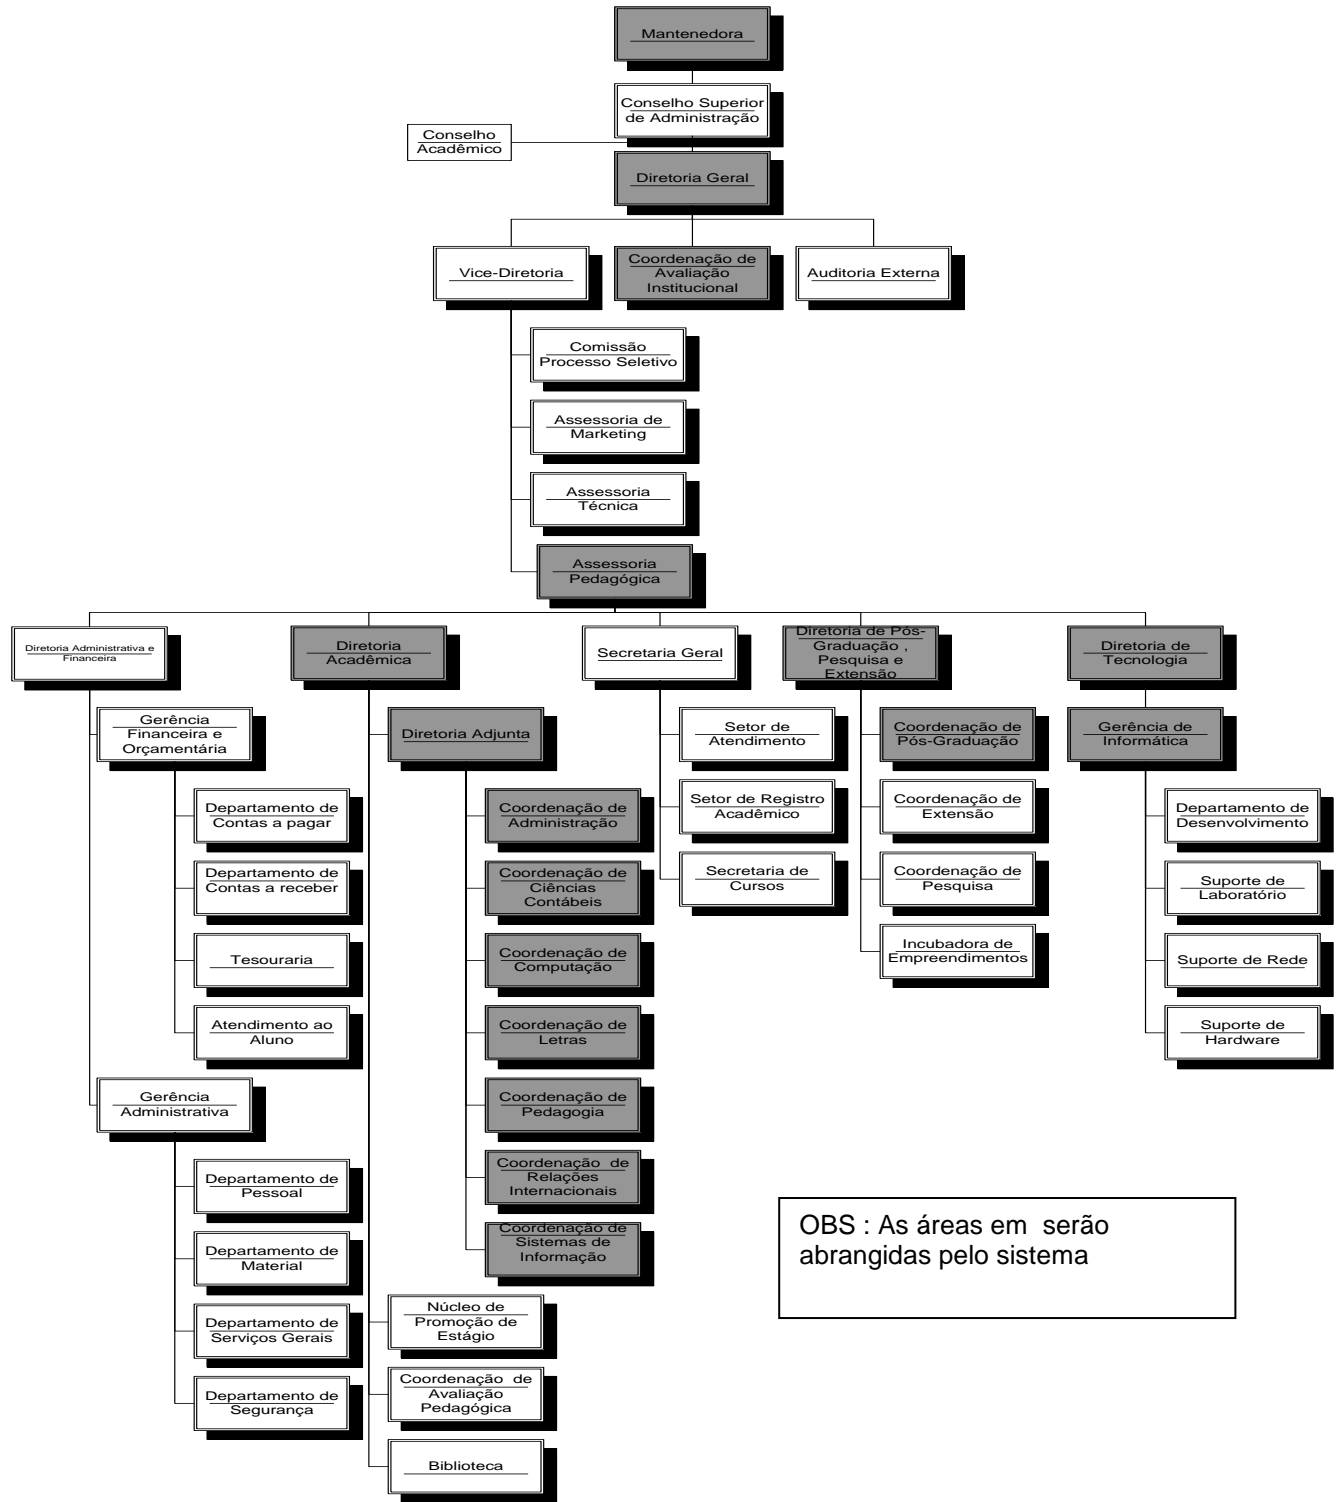 Mantenedora
Conselho Superior
de Administração
Conselho
Acadêmico
Diretoria Geral
Vice-Diretoria
Coordenação de
Avaliação
Institucional
Auditoria Externa
Comissão
Processo Seletivo
Assessoria de
Marketing
Assessoria
Técnica
Assessoria
Pedagógica
Diretoria Administrativa e
Financeira
Gerência
Financeira e
Orçamentária
Departamento de
Contas a pagar
Departamento de
Contas a receber
Tesouraria
Atendimento ao
Aluno
Gerência
Administrativa
Departamento de
Pessoal
Departamento de
Material
Departamento de
Serviços Gerais
Departamento de
Segurança
Diretoria
Acadêmica
Diretoria Adjunta
Coordenação de
Administração
Coordenação de
Ciências
Contábeis
Coordenação de
Computação
Coordenação de
Letras
Coordenação de
Pedagogia
Coordenação de
Relações
Internacionais
Coordenação de
Sistemas de
Informação
Núcleo de
Promoção de
Estágio
Coordenação de
Avaliação
Pedagógica
Biblioteca
Secretaria Geral
Setor de
Atendimento
Setor de Registro
Acadêmico
Secretaria de
Cursos
Diretoria de Pós-
Graduação ,
Pesquisa e
Extensão
Coordenação de
Pós-Graduação
Coordenação de
Extensão
Coordenação de
Pesquisa
Incubadora de
Empreendimentos
Diretoria de
Tecnologia
Gerência de
Informática
Departamento de
Desenvolvimento
Suporte de
Laboratório
Suporte de Rede
Suporte de
Hardware
OBS : As áreas em serão
abrangidas pelo sistema